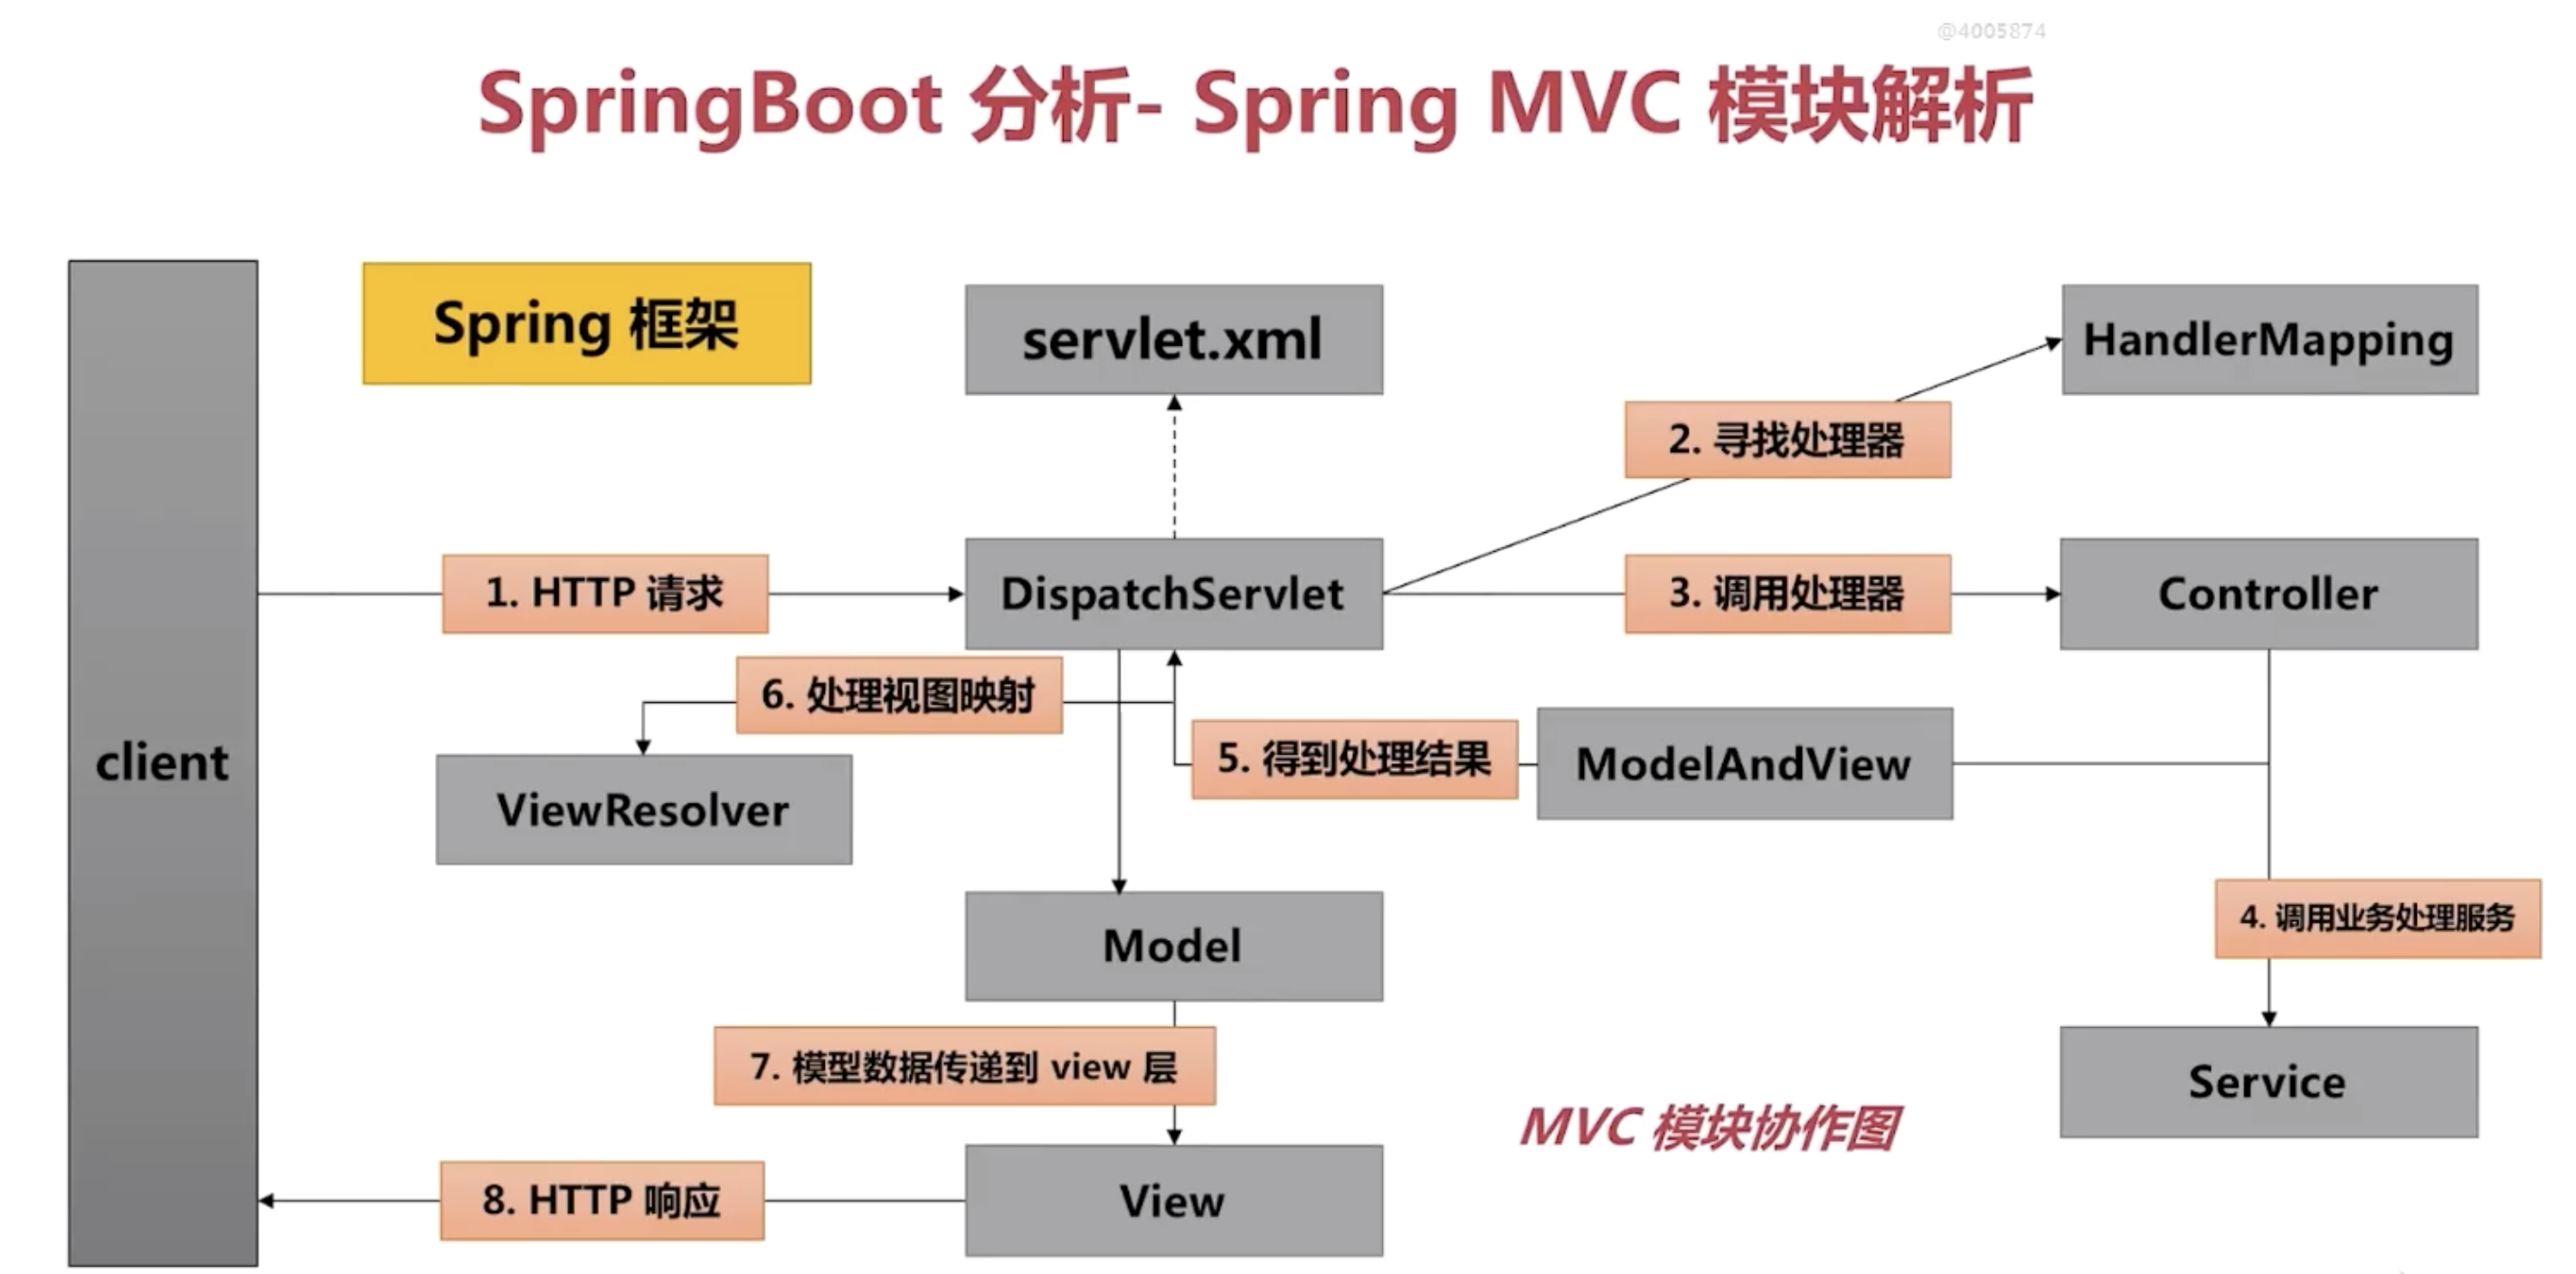 @4005874
SpringBoot 分析- Spring MVC 模块解析
Spring 框架
servlet.xml
HandlerMapping
2. 寻找处理器
1. HTTP 请求
DispatchServlet
3. 调用处理器
Controller
6. 处理视图映射
5. 得到处理结果
ModelAndView
client
ViewResolver
4. 调用业务处理服务
Model
7. 模型数据传递到 view 层
Service
MVC 模块协作图
8. HTTP 响应
View